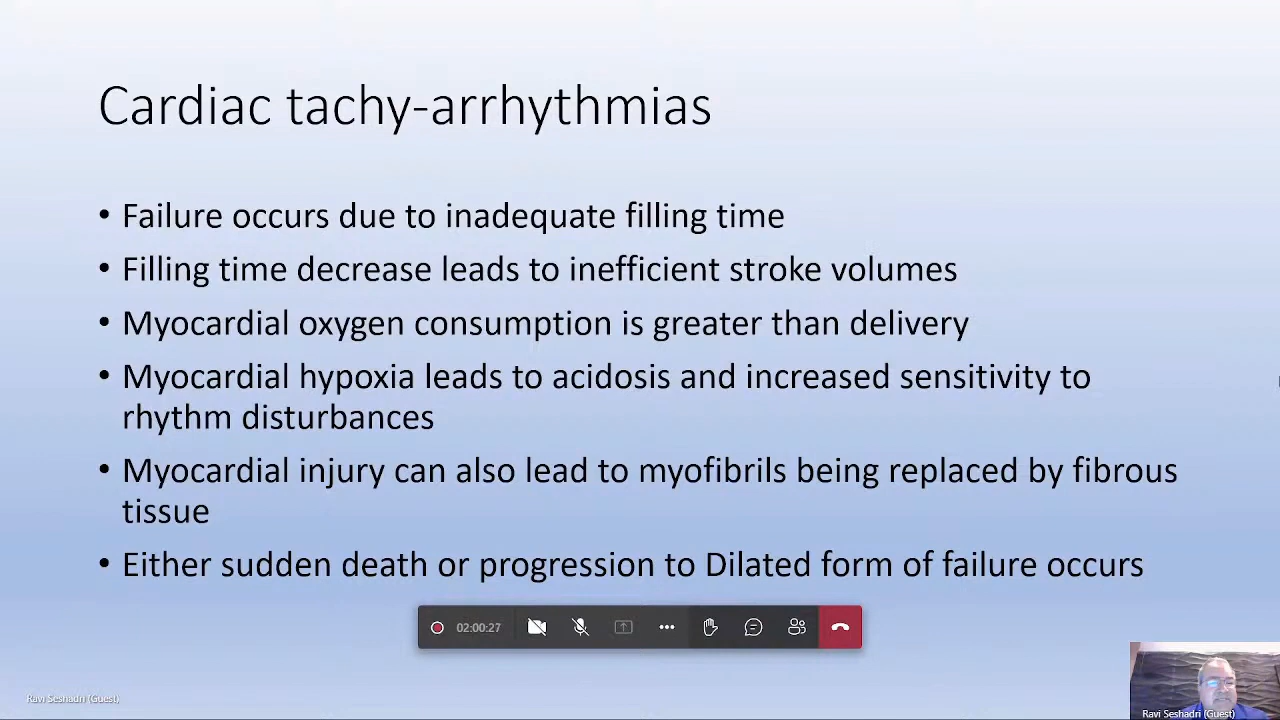 Cardiac tachy-arrhythmias
• Failure occurs due to inadequate filling time
• Filling time decrease leads to inefficient stroke volumes
• Myocardial oxygen consumption is greater than delivery
• Myocardial hypoxia leads to acidosis and increased sensitivity to
rhythm disturbances
• Myocardial injury can also lead to myofibrils being replaced by fibrous
tissue
• Either sudden death or progression to Dilated form of failure occurs
02:00:27
Ravi Seshadri (Guest)
Ravi Seshadri (Guest)